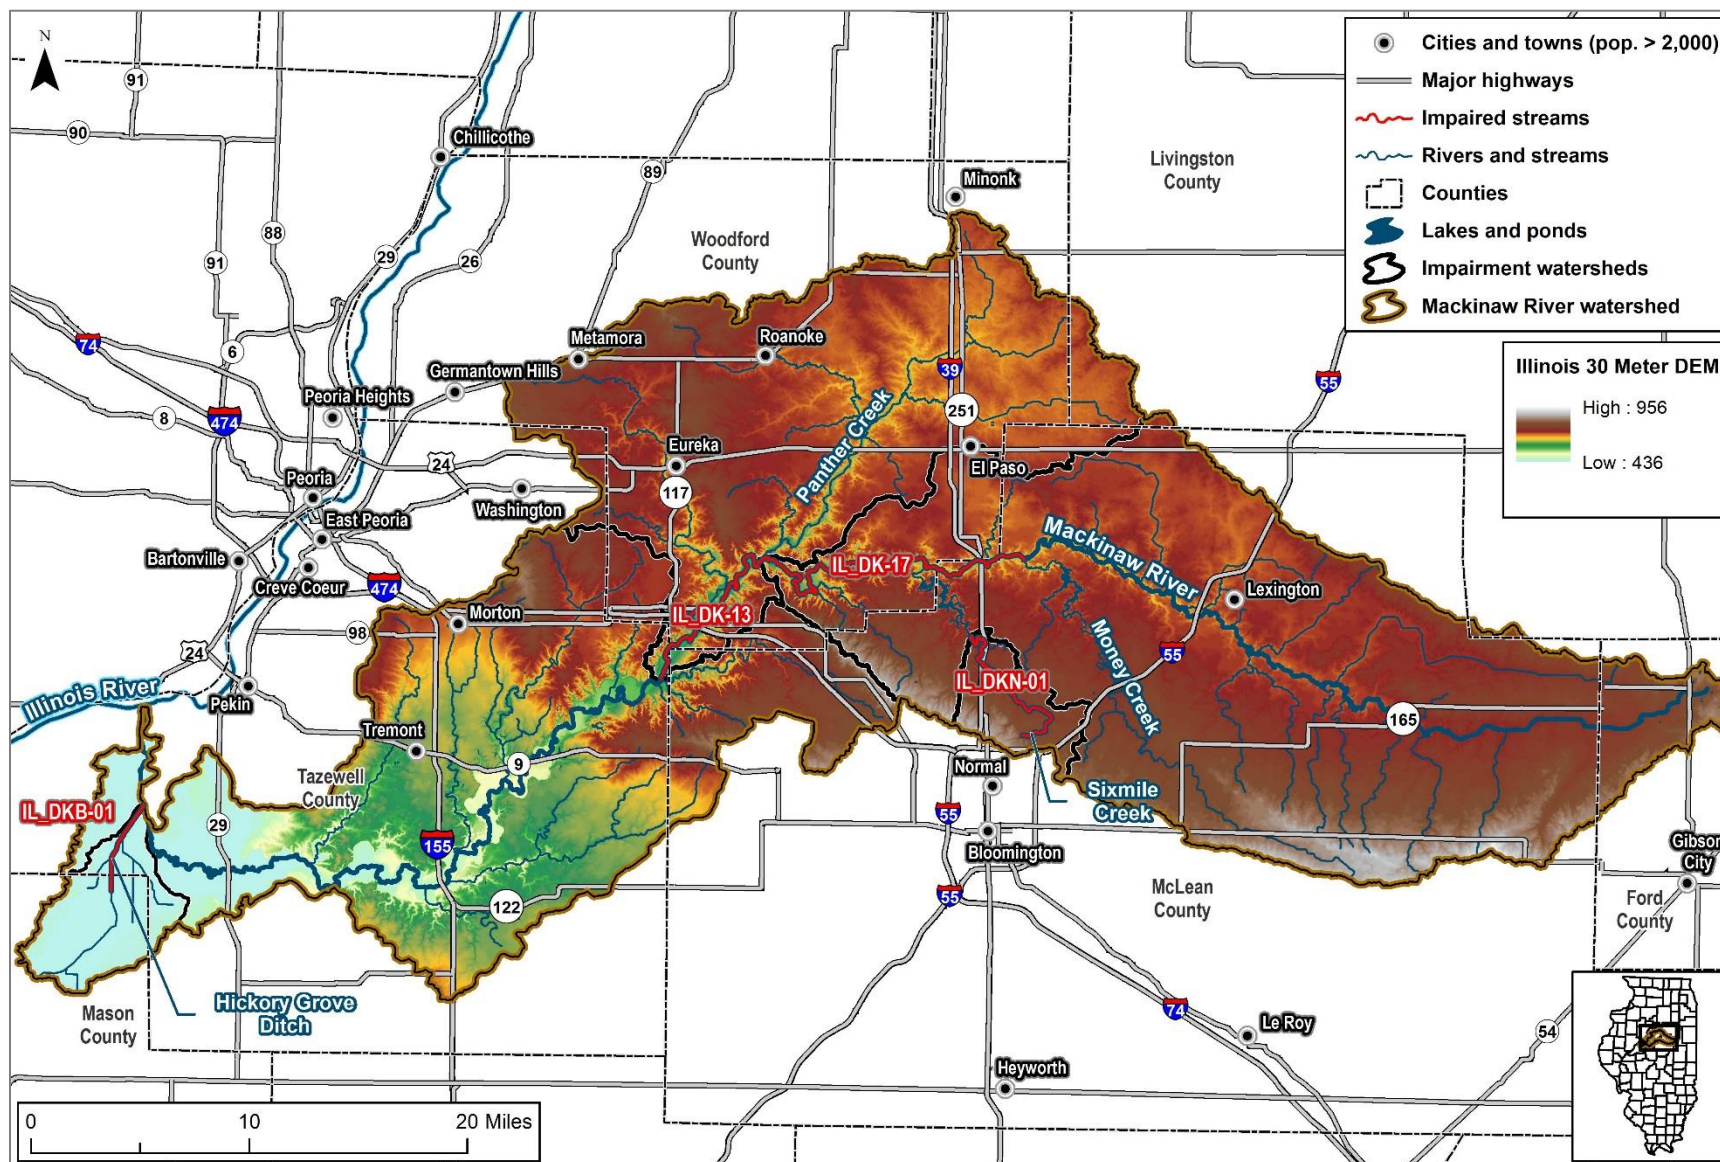 N
91
90
Chillicothe
89
Livingston
County
Minonk
88
Woodford
County
91
29
26
74
6
Metamora
Roanoke
Germantown Hills
39
55
Peoria Heights
8
474
251
Panther Creek
Eureka
El Paso
24
Peoria
117
Washington
East Peoria
Bartonville
Mackinaw River
Creve Coeur
474
IL_DK-17
Lexington
IL_DK-13
Morton
98
24
Money Creek
55
IL_DKN-01
Illinois River
Pekin
165
Tremont
9
Tazewell
County
Normal
Sixmile
Creek
IL_DKB-01
29
55
155
Bloomington
Gibson
City
McLean
County
55
122
Ford
County
Hickory Grove
Ditch
Mason
County
74
Le Roy
54
Heyworth
0 10 20 Miles
Cities and towns (pop. > 2,000)
Major highways
Impaired streams
Rivers and streams
Counties
Lakes and ponds
Impairment watersheds
Mackinaw River watershed
Illinois 30 Meter DEM
High : 956
Low : 436